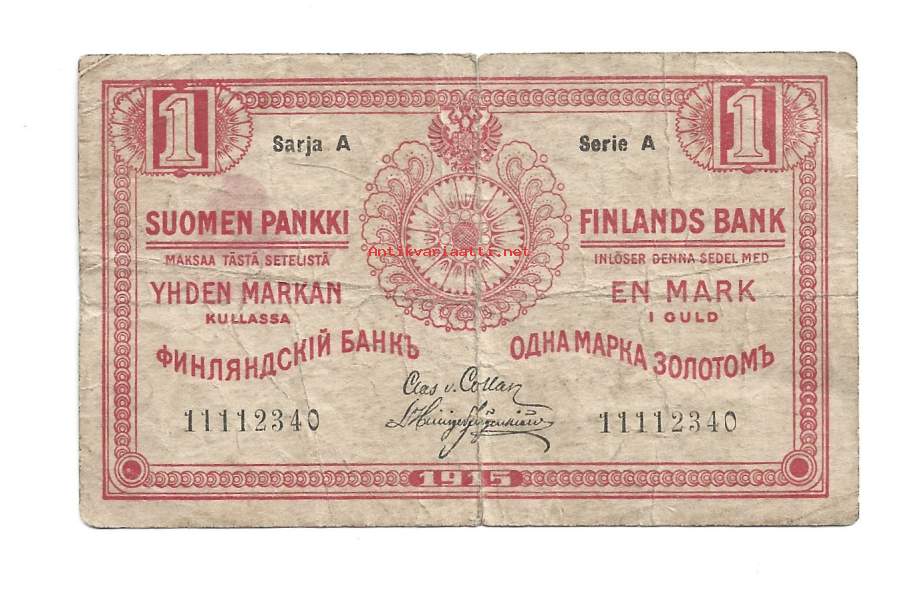 1 1
Sarja A Serie A
SUOMEN PANKKI FINLANDS BANK
Antikvariaatti.net
MAKSAA TÄSTÄ SETELISTÄ INLÖSER DENNA SEDEL MED
YHDEN MARKAN EN MARK
KULLASSA I GULD
ФИНЛЯНДСКІЙ БАНКЪ ОДНА МАРКА ЗОЛОТОМЪ
Clas v. Collan
11112340 11112340
1915